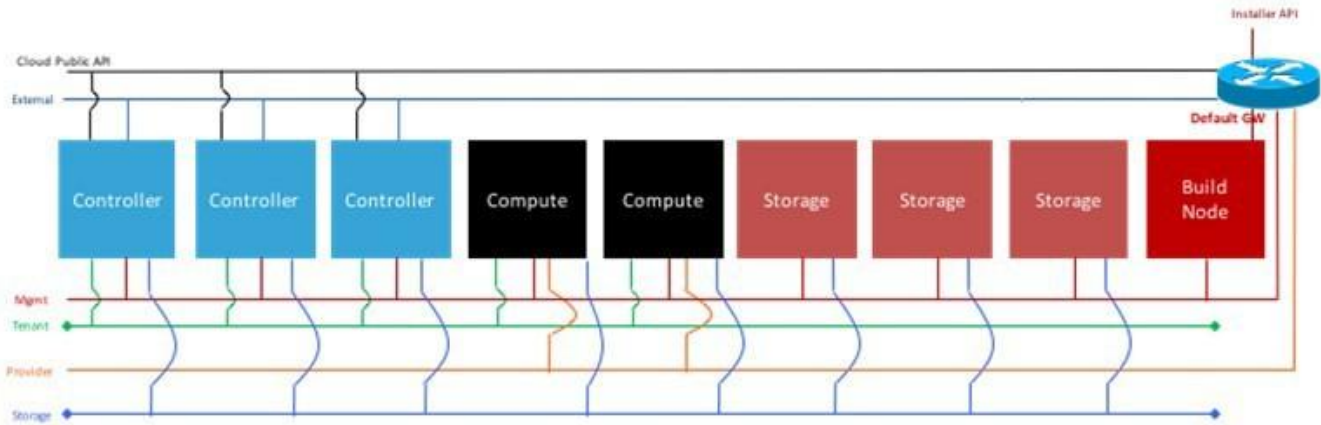 Installer API
Cloud Public API
External
Default GW
Controller
Controller
Controller
Compute
Compute
Storage
Storage
Storage
Build
Node
Mgmt
Tenant
Provider
Storage